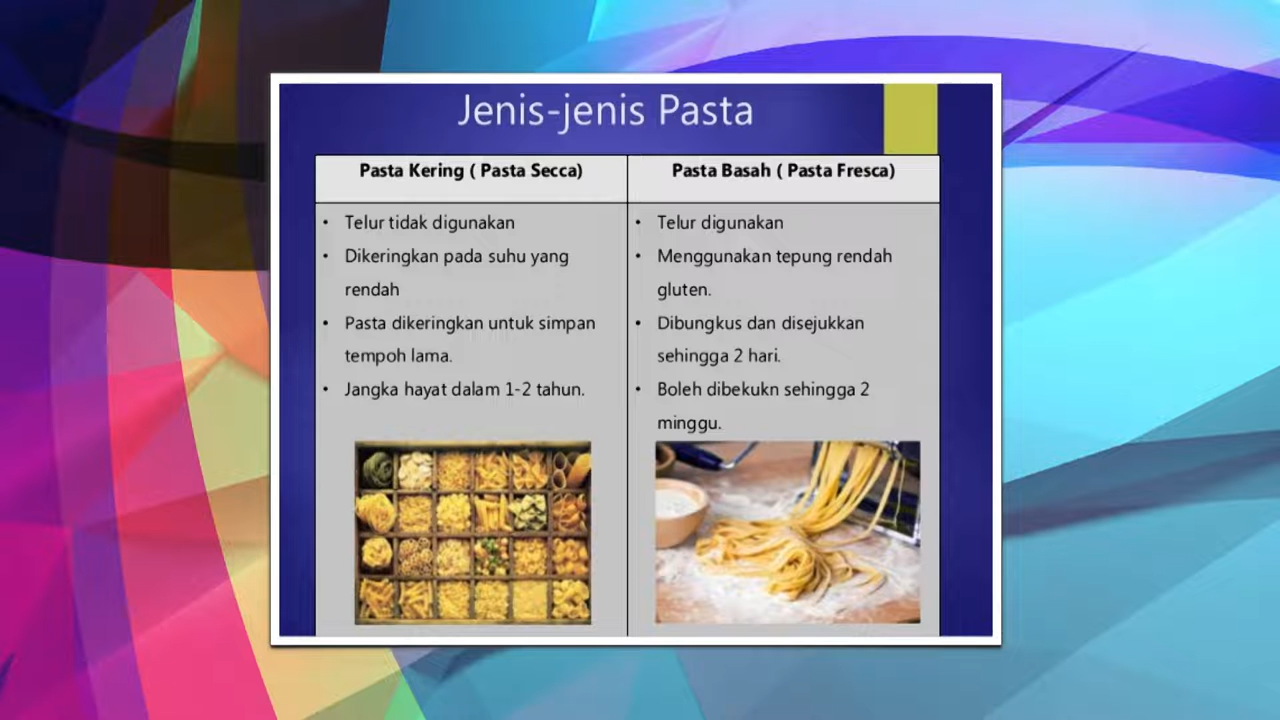 Jenis-jenis Pasta
Pasta Kering ( Pasta Secca)
• Telur tidak digunakan
• Dikeringkan pada suhu yang
rendah
• Pasta dikeringkan untuk simpan
tempoh lama.
• Jangka hayat dalam 1-2 tahun.
Pasta Basah ( Pasta Fresca)
• Telur digunakan
• Menggunakan tepung rendah
gluten.
• Dibungkus dan disejukkan
sehingga 2 hari.
• Boleh dibekukn sehingga 2
minggu.